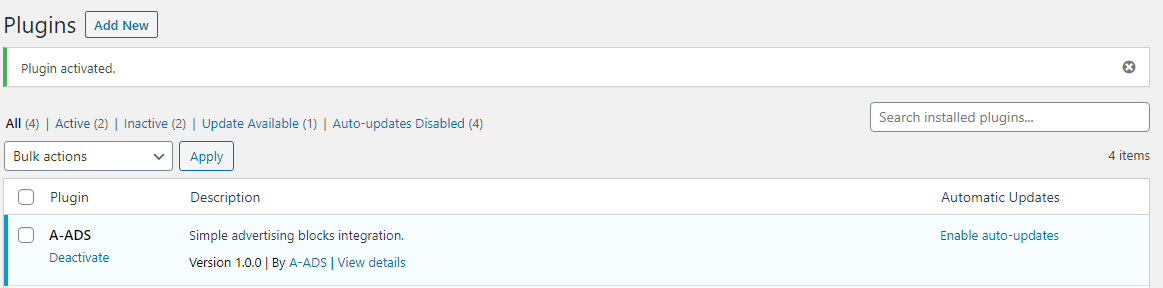 Plugins Add New
Plugin activated.
All (4) | Active (2) | Inactive (2) | Update Available (1) | Auto-updates Disabled (4)
Search installed plugins...
Bulk actions Apply
4 items
Plugin Description Automatic Updates
A-ADS Simple advertising blocks integration. Enable auto-updates
Deactivate Version 1.0.0 | By A-ADS | View details